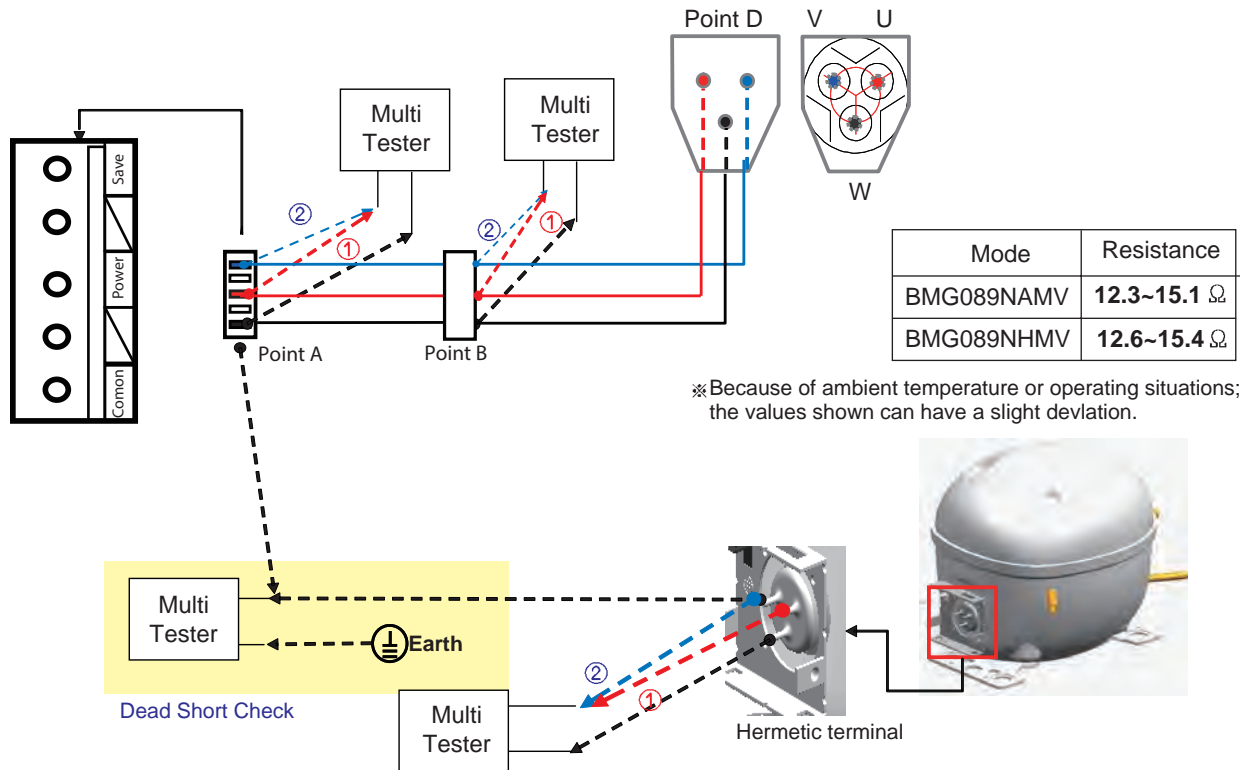 Point D
V
U
Multi
Tester
Multi
Tester
W
Save
Power
Comon
②
①
②
①
Point A
Point B
Mode
Resistance
BMG089NAMV
12.3~15.1 Ω
BMG089NHMV
12.6~15.4 Ω
※Because of ambient temperature or operating situations;
the values shown can have a slight devlation.
Multi
Tester
Earth
Dead Short Check
②
①
Multi
Tester
Hermetic terminal